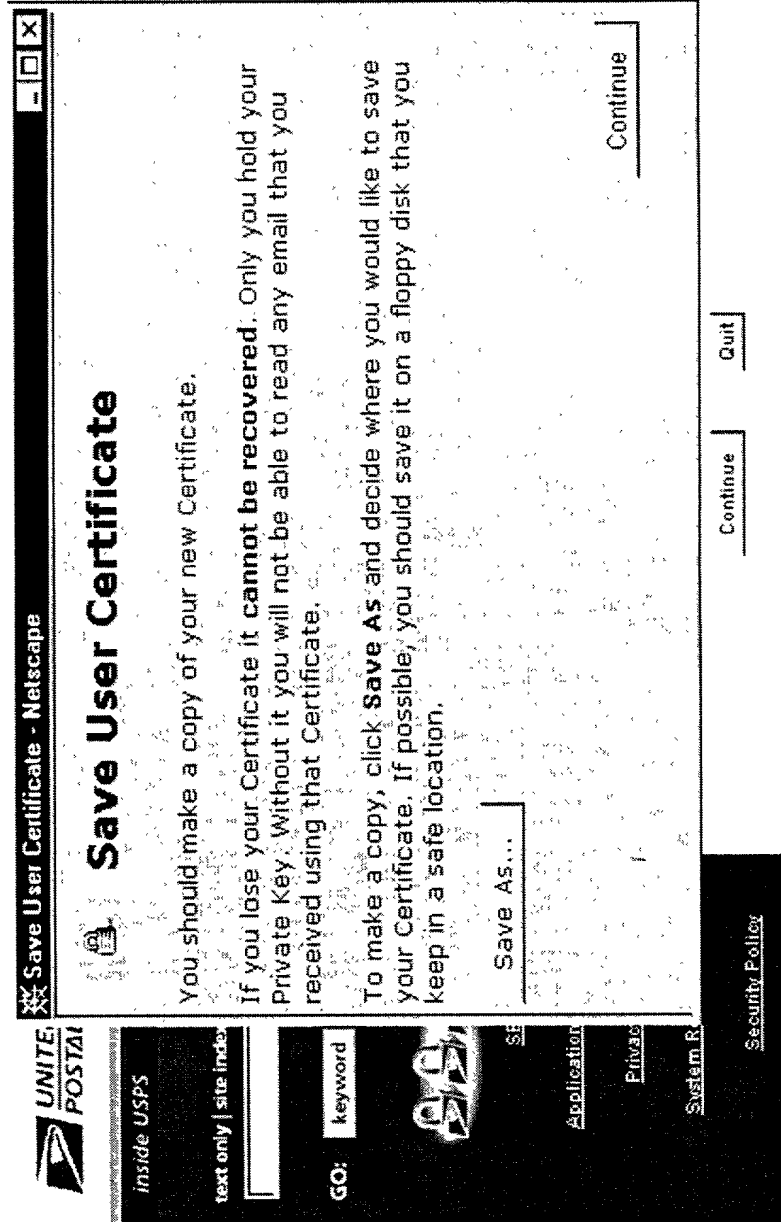 UNITE
POSTAL
inside USPS
text only | site index
GO: keyword
Application
Privac
System R
Security Policy
Save User Certificate - Netscape
Save User Certificate
You should make a copy of your new Certificate.
If you lose your Certificate it cannot be recovered. Only you hold your
Private Key. Without it you will not be able to read any email that you
received using that Certificate.
To make a copy, click Save As and decide where you would like to save
your Certificate. If possible, you should save it on a floppy disk that you
keep in a safe location.
Save As...
Continue
Continue
Quit